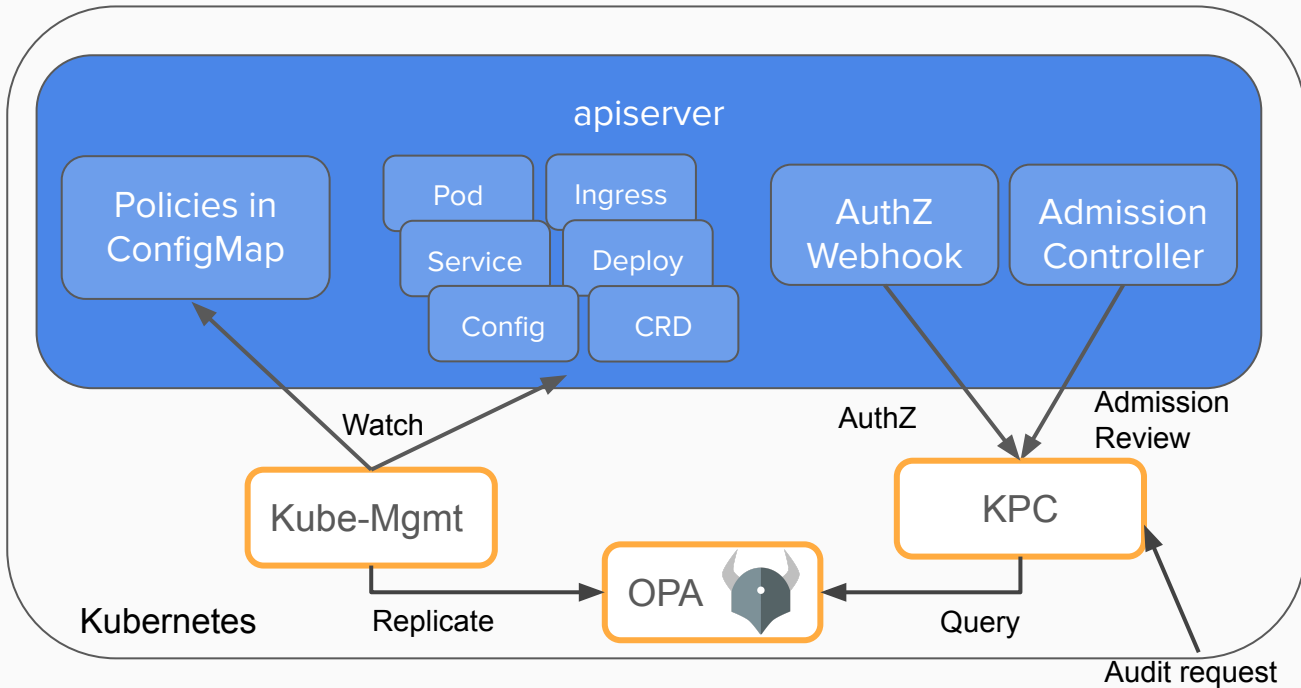 apiserver
Policies in
ConfigMap
Pod
Ingress
Service
Deploy
Config
CRD
AuthZ
Webhook
Admission
Controller
Watch
AuthZ
Admission
Review
Kube-Mgmt
KPC
OPA
Kubernetes
Replicate
Query
Audit request